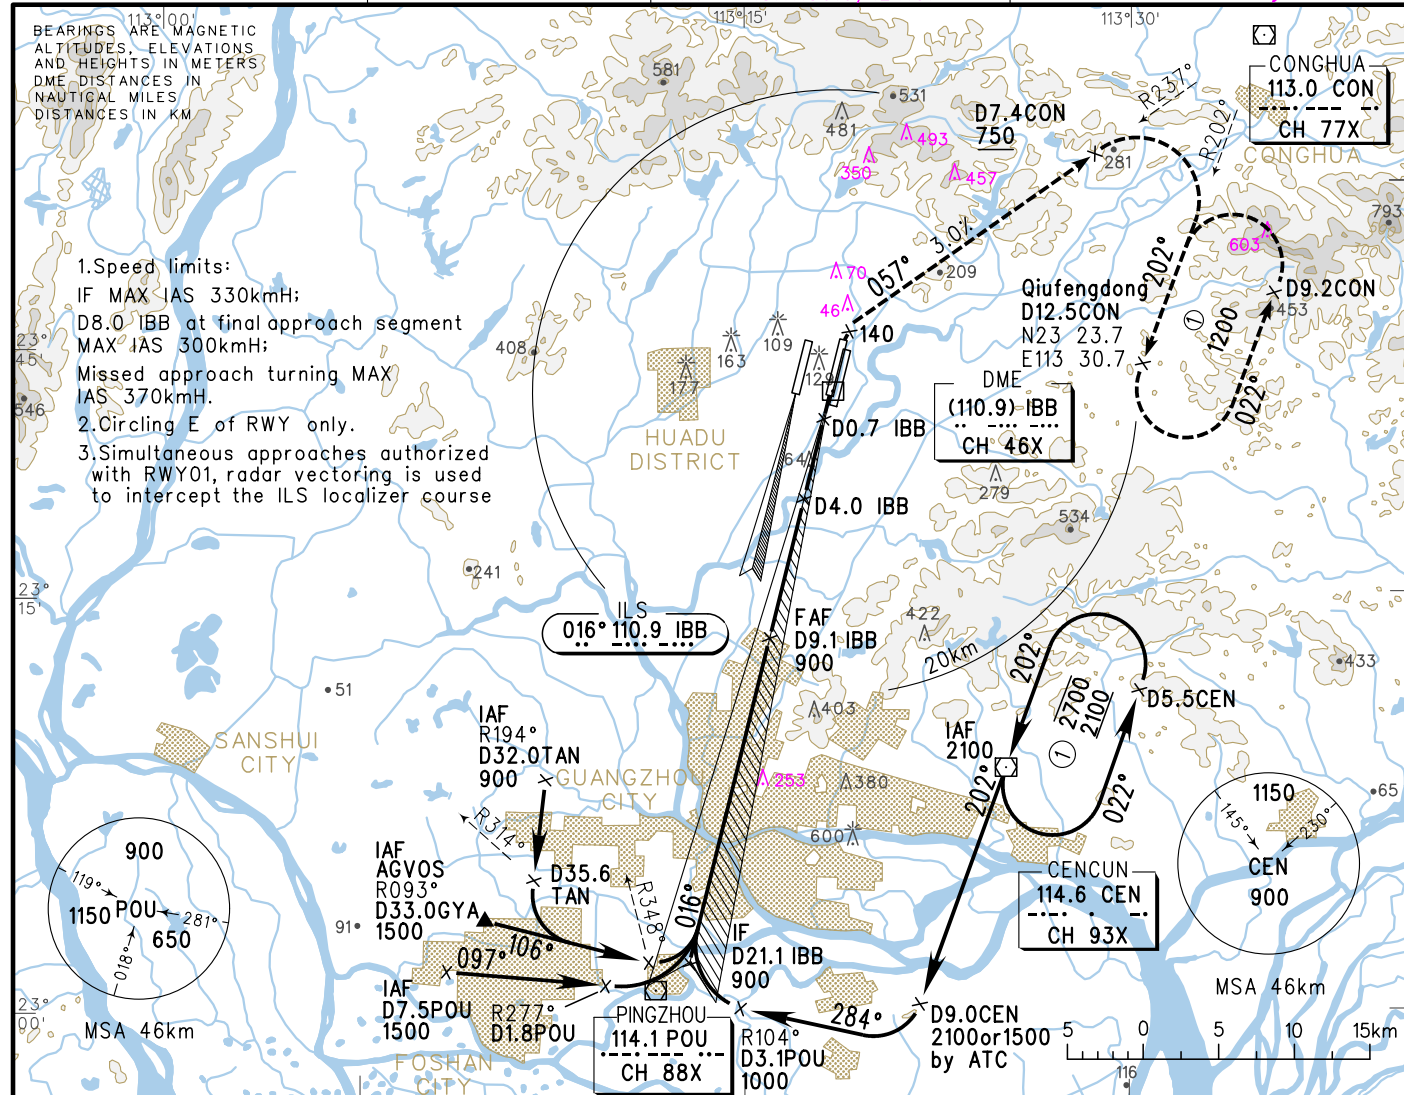 113°00'
113°15'
113°30'
BEARINGS ARE MAGNETIC
ALTITUDES, ELEVATIONS
AND HEIGHTS IN METERS
DME DISTANCES IN
NAUTICAL MILES
DISTANCES IN KM
CONGHUA
113.0 CON
CH 77X
CONGHUA
581
531
481
493
350
457
D7.4CON
750
281
R237°
R202°
793
603
1.Speed limits:
IF MAX IAS 330kmH;
D8.0 IBB at final approach segment
MAX IAS 300kmH;
Missed approach turning MAX
IAS 370kmH.
2.Circling E of RWY only.
3.Simultaneous approaches authorized
with RWY01, radar vectoring is used
to intercept the ILS localizer course
057° 3.0%
209
70
46
140
202°
1
1200
022°
D9.2CON
453
Qiufengdong
D12.5CON
N23 23.7
E113 30.7
23°
45'
546
408
163
109
177
129
HUADU
DISTRICT
DME
(110.9) IBB
CH 46X
D0.7 IBB
64
D4.0 IBB
279
534
241
23°
15'
ILS
016° 110.9 IBB
FAF
D9.1 IBB
900
422
20km
433
51
202°
2700
2100
1
D5.5CEN
022°
IAF
2100
202°
403
SANSHUI
CITY
IAF
R194°
D32.0TAN
900
GUANGZHOU
CITY
253
380
600
R314°
65
1150
145°
230°
CEN
900
MSA 46km
900
119°
1150 POU
281°
650
018°
MSA 46km
IAF
AGVOS
R093°
D33.0GYA
1500
91
D35.6
TAN
R348°
016°
106°
097°
CENCUN
114.6 CEN
CH 93X
IF
D21.1 IBB
900
IAF
D7.5POU
1500
R277°
D1.8POU
PINGZHOU
114.1 POU
CH 88X
R104°
D3.1POU
1000
284°
D9.0CEN
2100or1500
by ATC
23°
00'
FOSHAN
CITY
5 0 5 10 15km
116